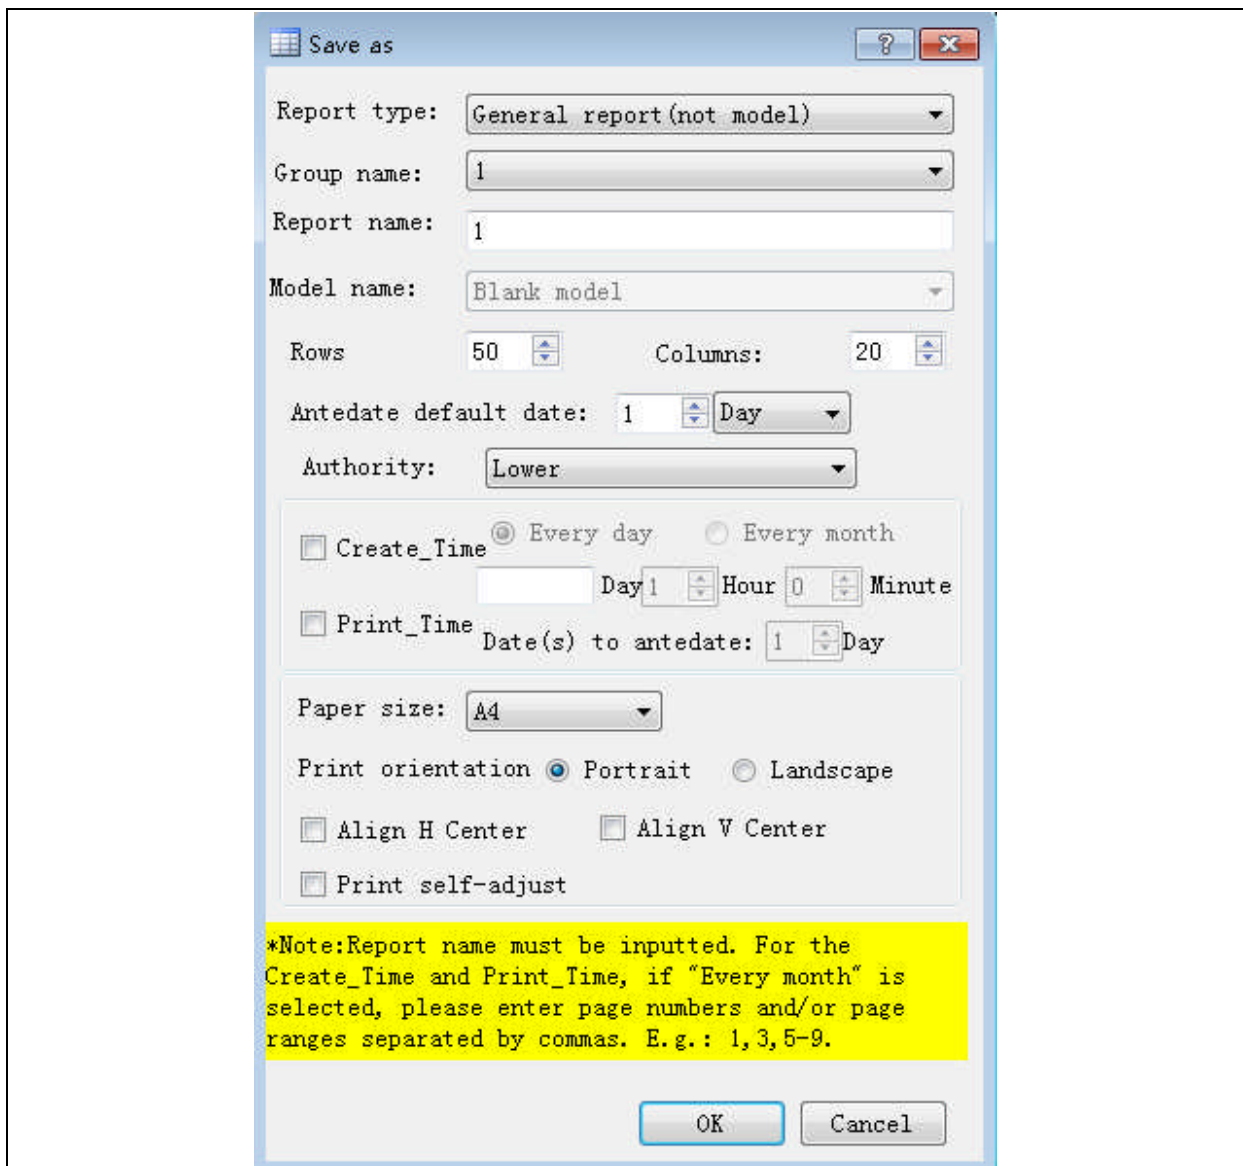 Save as
Report type: General report(not model)
Group name: 1
Report name: 1
Model name: Blank model
Rows 50 Columns: 20
Antedate default date: 1 Day
Authority: Lower
Create_Time Every day Every month
Day 1 Hour 0 Minute
Print_Time Date(s) to antedate: 1 Day
Paper size: A4
Print orientation Portrait Landscape
Align H Center Align V Center
Print self-adjust
*Note:Report name must be inputted. For the
Create_Time and Print_Time, if "Every month" is
selected, please enter page numbers and/or page
ranges separated by commas. E.g.: 1,3,5-9.
OK Cancel